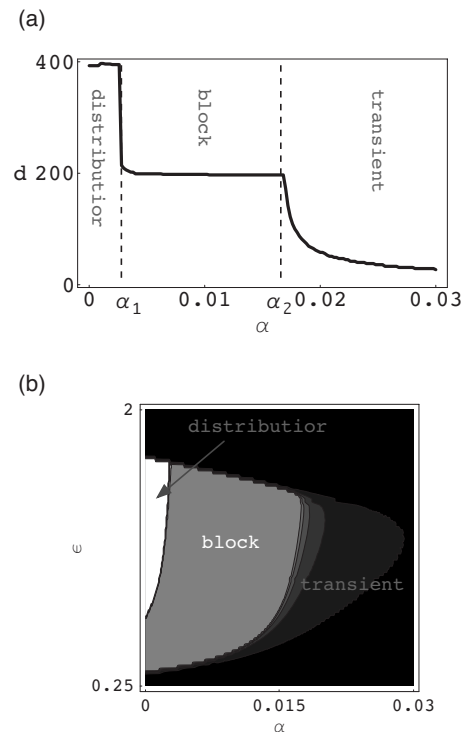 (a)
400
d
200
0
distributior
block
transient
0
α1
0.01
α2
0.02
0.03
α
(b)
2
distributior
ϵ
block
transient
0.25
0
0.015
0.03
α